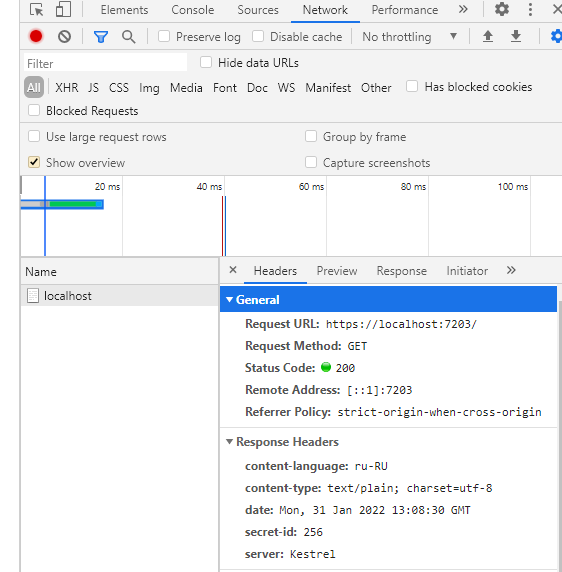 Elements Console Sources Network Performance »
Preserve log Disable cache No throttling
Filter Hide data URLs
All XHR JS CSS Img Media Font Doc WS Manifest Other Has blocked cookies
Blocked Requests
Use large request rows Group by frame
Show overview Capture screenshots
20 ms 40 ms 60 ms 80 ms 100 ms
Name × Headers Preview Response Initiator »
localhost
General
Request URL: https://localhost:7203/
Request Method: GET
Status Code: 200
Remote Address: [::1]:7203
Referrer Policy: strict-origin-when-cross-origin
Response Headers
content-language: ru-RU
content-type: text/plain; charset=utf-8
date: Mon, 31 Jan 2022 13:08:30 GMT
secret-id: 256
server: Kestrel